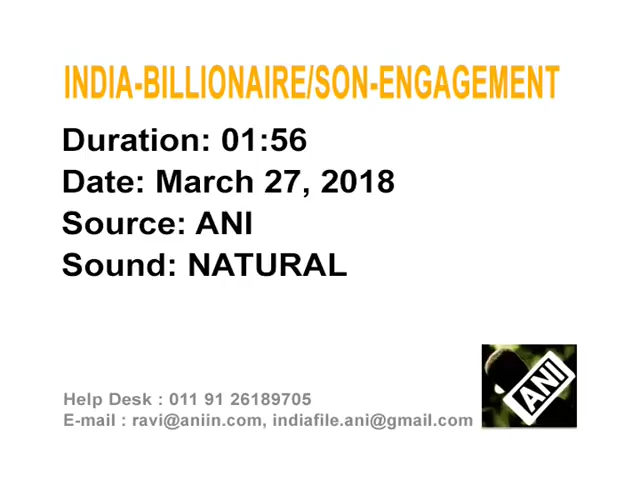 INDIA-BILLIONAIRE/SON-ENGAGEMENT
Duration: 01:56
Date: March 27, 2018
Source: ANI
Sound: NATURAL
ANI
Help Desk : 011 91 26189705
E-mail : ravi@aniin.com, indiafile.ani@gmail.com